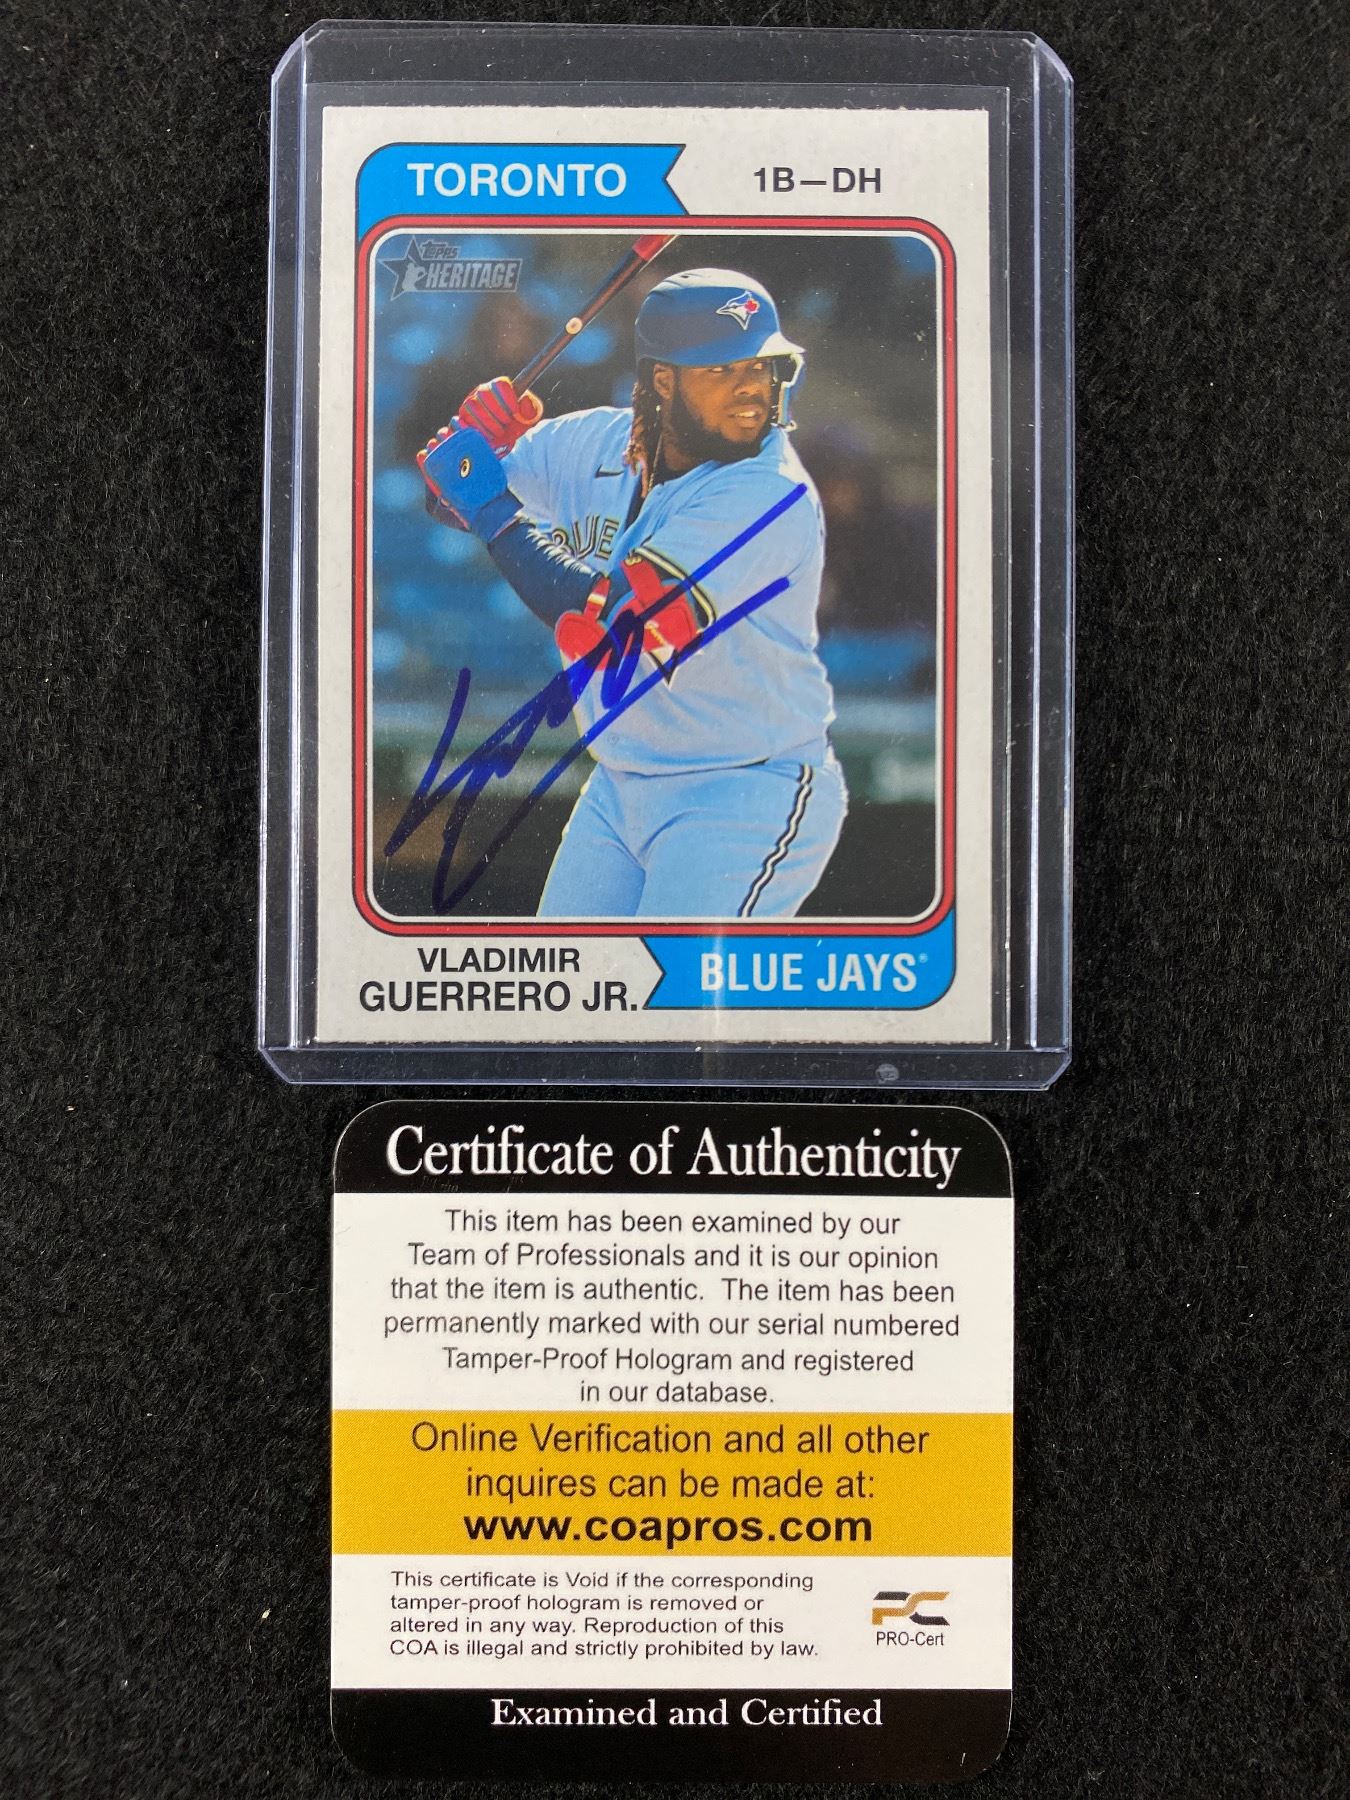 TORONTO
1B—DH
TOPPS
HERITAGE
BUE
VLADIMIR
GUERRERO JR.
BLUE JAYS®
Certificate of Authenticity
This item has been examined by our
Team of Professionals and it is our opinion
that the item is authentic. The item has been
permanently marked with our serial numbered
Tamper-Proof Hologram and registered
in our database.
Online Verification and all other
inquires can be made at:
www.coapros.com
This certificate is Void if the corresponding
tamper-proof hologram is removed or
altered in any way. Reproduction of this
COA is illegal and strictly prohibited by law.
PC
PRO-Cert
Examined and Certified